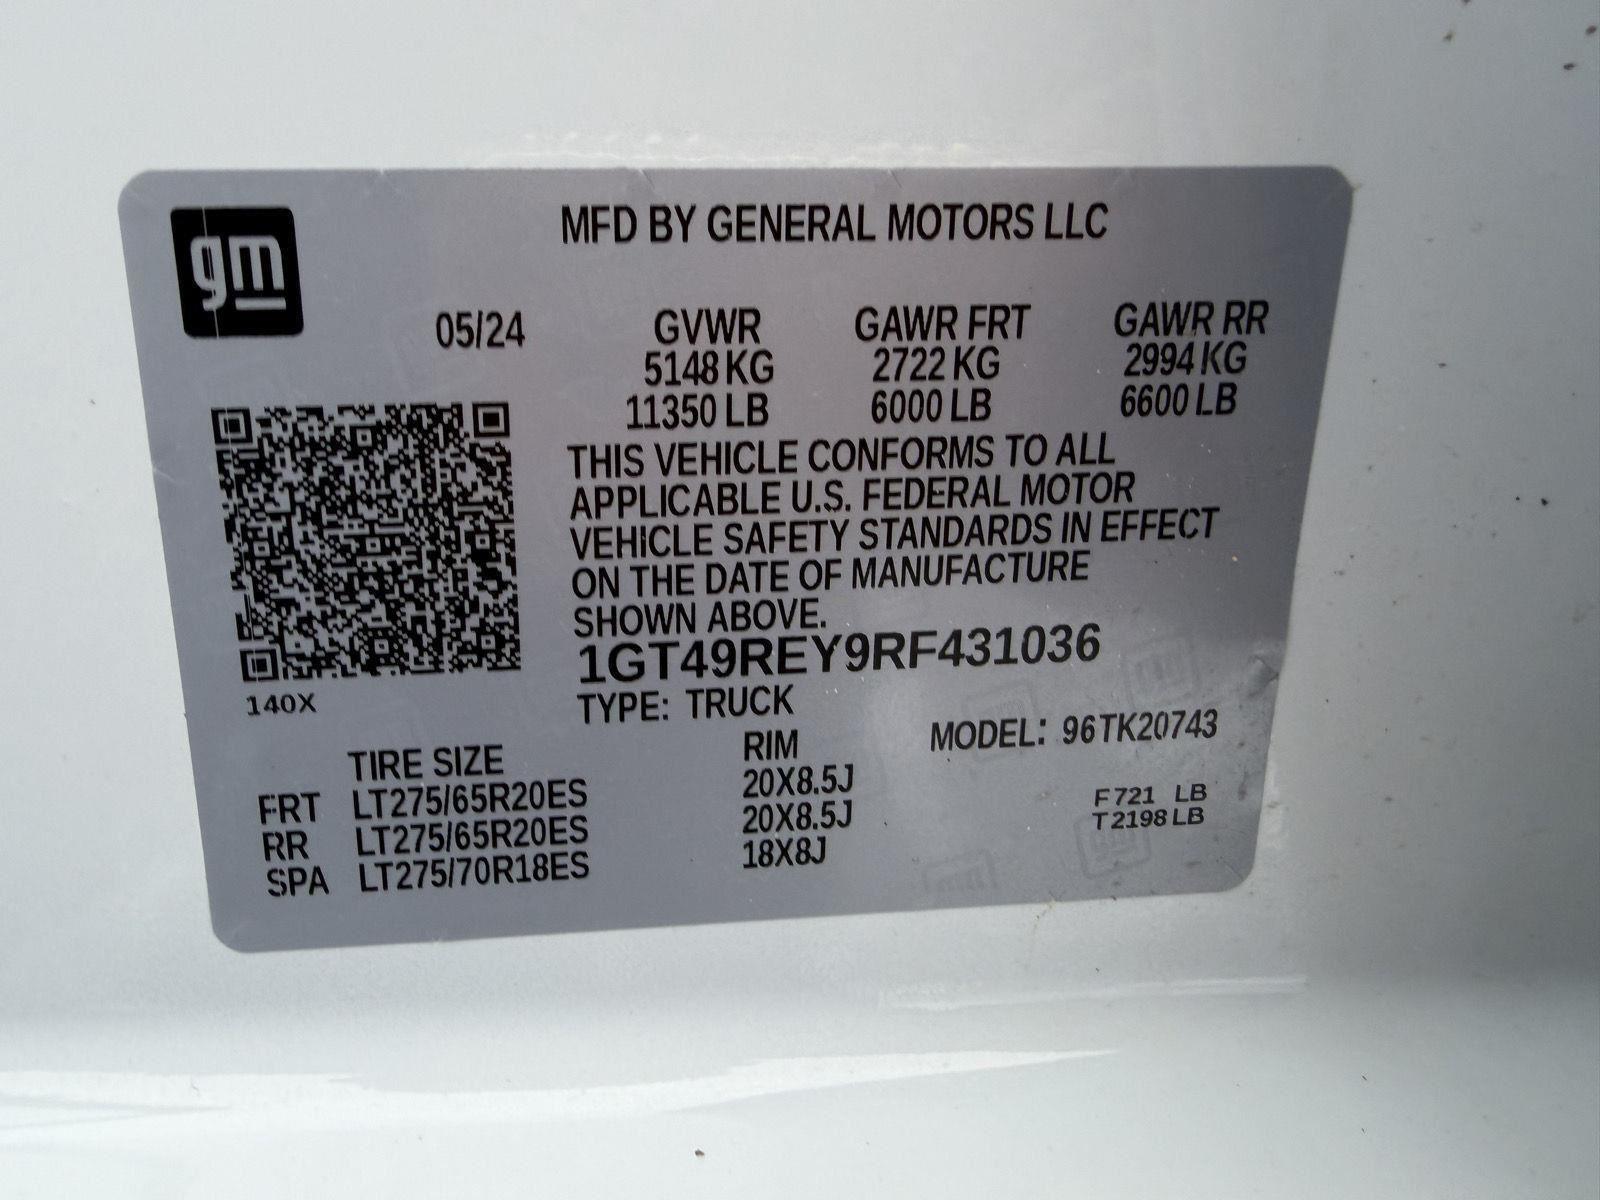 gm
MFD BY GENERAL MOTORS LLC
05/24 GVWR GAWR FRT GAWR RR
5148 KG 2722 KG 2994 KG
11350 LB 6000 LB 6600 LB
THIS VEHICLE CONFORMS TO ALL
APPLICABLE U.S. FEDERAL MOTOR
VEHICLE SAFETY STANDARDS IN EFFECT
ON THE DATE OF MANUFACTURE
SHOWN ABOVE.
1GT49REY9RF431036
140X
TYPE: TRUCK
MODEL: 96TK20743
TIRE SIZE RIM
FRT LT275/65R20ES 20X8.5J
RR LT275/65R20ES 20X8.5J
SPA LT275/70R18ES 18X8J
F 721 LB
T 2198 LB